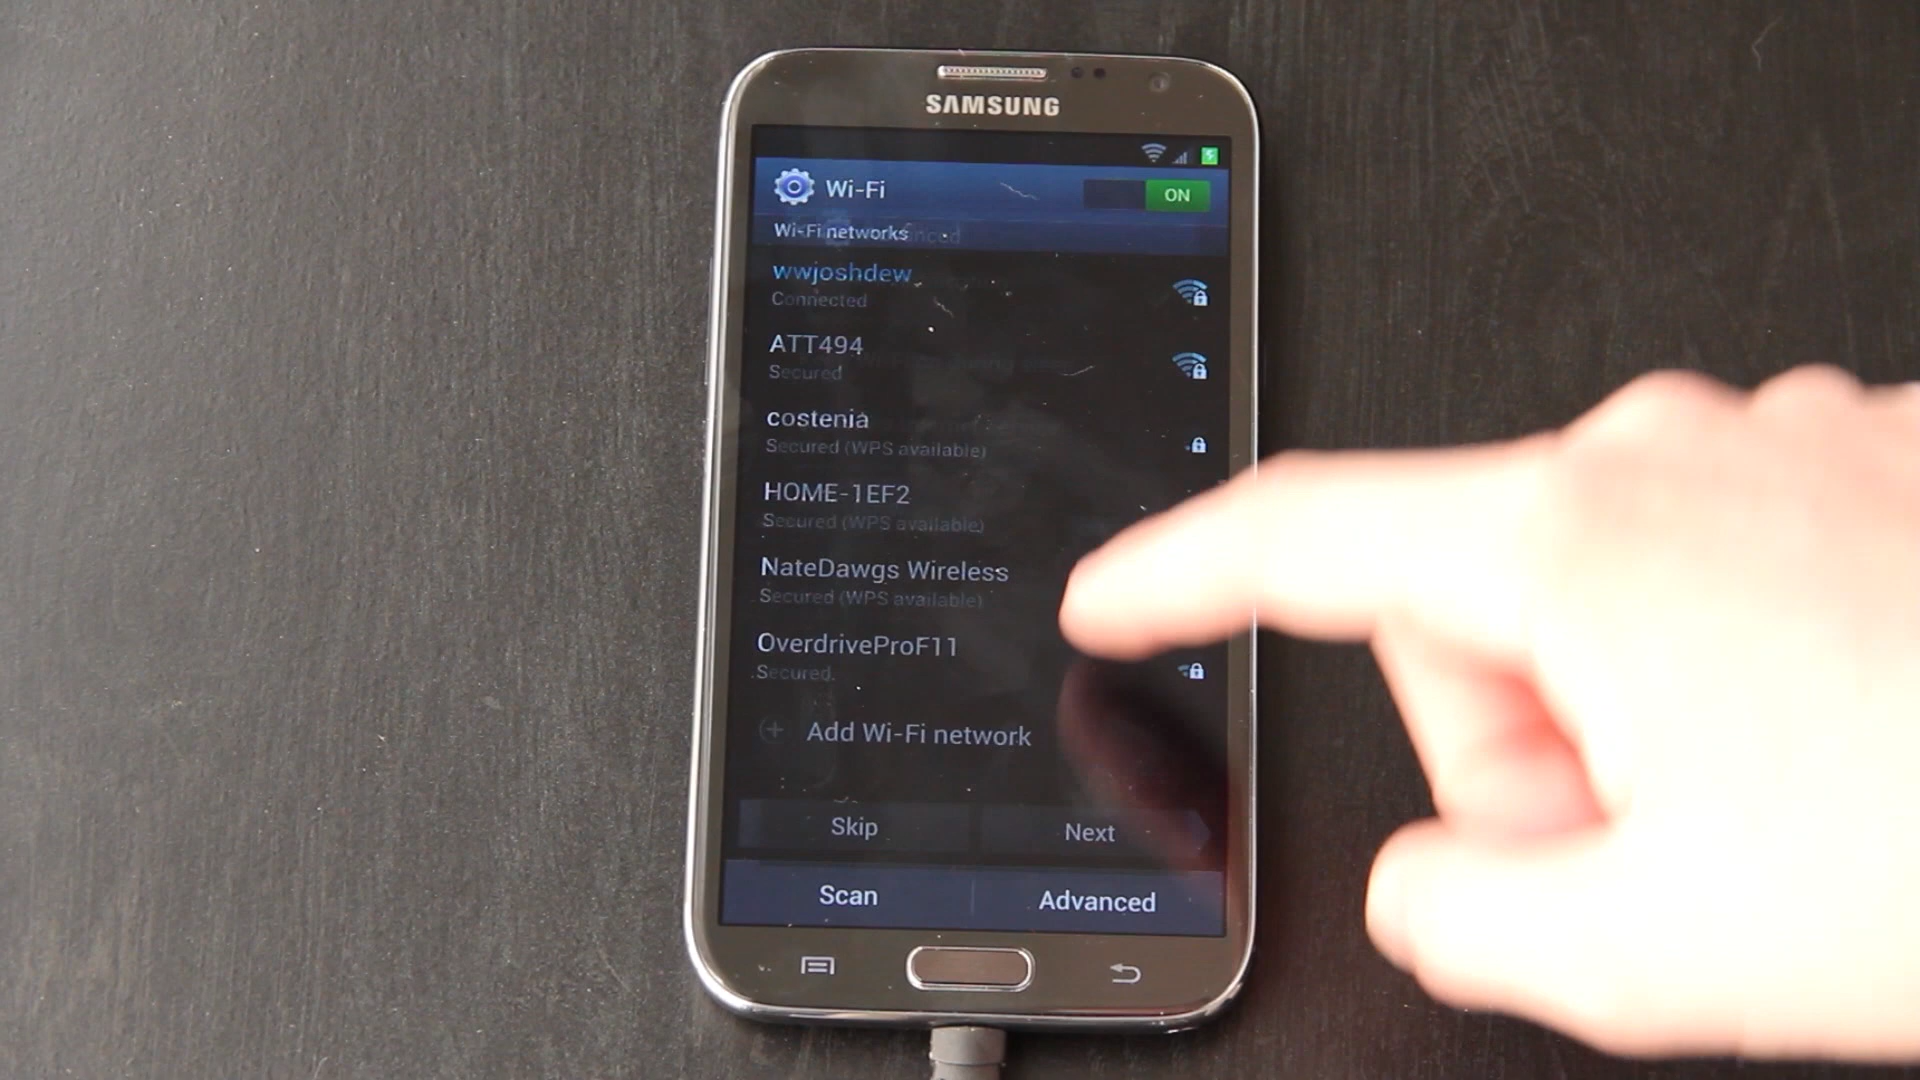 SAMSUNG
Wi-Fi
ON
Wi-Fi networks
wwjoshdew
Connected
ATT494
Secured
costenia
Secured (WPS available)
HOME-1EF2
Secured (WPS available)
NateDawgs Wireless
Secured (WPS available)
OverdriveProF11
Secured
Add Wi-Fi network
Skip
Next
Scan
Advanced